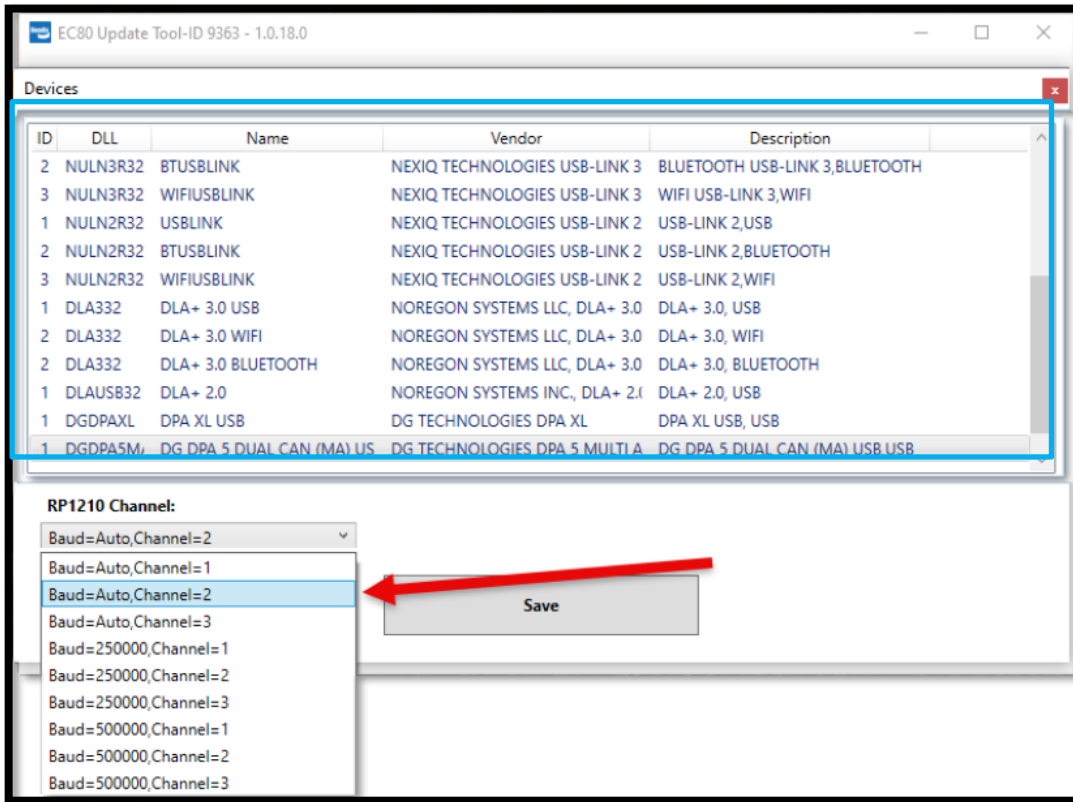 EC80 Update Tool-ID 9363 - 1.0.18.0
Devices
ID DLL Name Vendor Description
2 NULN3R32 BTUSBLINK NEXIQ TECHNOLOGIES USB-LINK 3 BLUETOOTH USB-LINK 3,BLUETOOTH
3 NULN3R32 WIFIUSBLINK NEXIQ TECHNOLOGIES USB-LINK 3 WIFI USB-LINK 3,WIFI
1 NULN2R32 USBLINK NEXIQ TECHNOLOGIES USB-LINK 2 USB-LINK 2,USB
2 NULN2R32 BTUSBLINK NEXIQ TECHNOLOGIES USB-LINK 2 USB-LINK 2,BLUETOOTH
3 NULN2R32 WIFIUSBLINK NEXIQ TECHNOLOGIES USB-LINK 2 USB-LINK 2,WIFI
1 DLA332 DLA+ 3.0 USB NOREGON SYSTEMS LLC, DLA+ 3.0 DLA+ 3.0, USB
2 DLA332 DLA+ 3.0 WIFI NOREGON SYSTEMS LLC, DLA+ 3.0 DLA+ 3.0, WIFI
2 DLA332 DLA+ 3.0 BLUETOOTH NOREGON SYSTEMS LLC, DLA+ 3.0 DLA+ 3.0, BLUETOOTH
1 DLAUSB32 DLA+ 2.0 NOREGON SYSTEMS INC., DLA+ 2.( DLA+ 2.0, USB
1 DGDPAXL DPA XL USB DG TECHNOLOGIES DPA XL DPA XL USB, USB
1 DGDPA5M/ DG DPA 5 DUAL CAN (MA) US DG TECHNOLOGIES DPA 5 MULTI A DG DPA 5 DUAL CAN (MA) USB,USB
RP1210 Channel:
Baud=Auto,Channel=2
Baud=Auto,Channel=1
Baud=Auto,Channel=2
Save
Baud=Auto,Channel=3
Baud=250000,Channel=1
Baud=250000,Channel=2
Baud=250000,Channel=3
Baud=500000,Channel=1
Baud=500000,Channel=2
Baud=500000,Channel=3